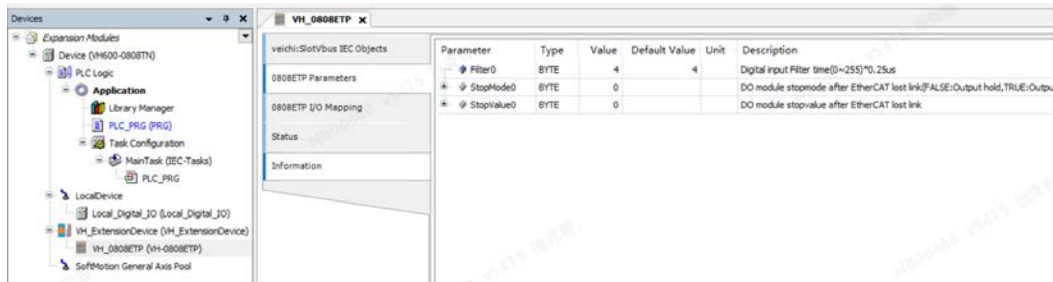 Devices
VH_0808ETP
Expansion Modules
Device (VH600-0808TN)
PLC Logic
Application
Library Manager
PLC_PRG (PRG)
Task Configuration
MainTask (IEC-Tasks)
PLC_PRG
LocalDevice
Local_Digital_IO (Local_Digital_IO)
VH_ExtensionDevice (VH_ExtensionDevice)
VH_0808ETP (VH-0808ETP)
SoftMotion General Axis Pool
veichi:SlotVbus IEC Objects
0808ETP Parameters
0808ETP I/O Mapping
Status
Information
Parameter Type Value Default Value Unit Description
Filter0 BYTE 4 4 Digital input Filter time(0~255)*0.25us
StopMode0 BYTE 0 DO module stopmode after EtherCAT lost link(FALSE:Output hold,TRUE:Outpu
StopValue0 BYTE 0 DO module stopvalue after EtherCAT lost link